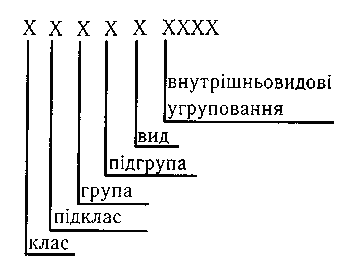 X X X X X XXXX
внутрішньовидові
угруповання
вид
підгрупа
група
підклас
клас